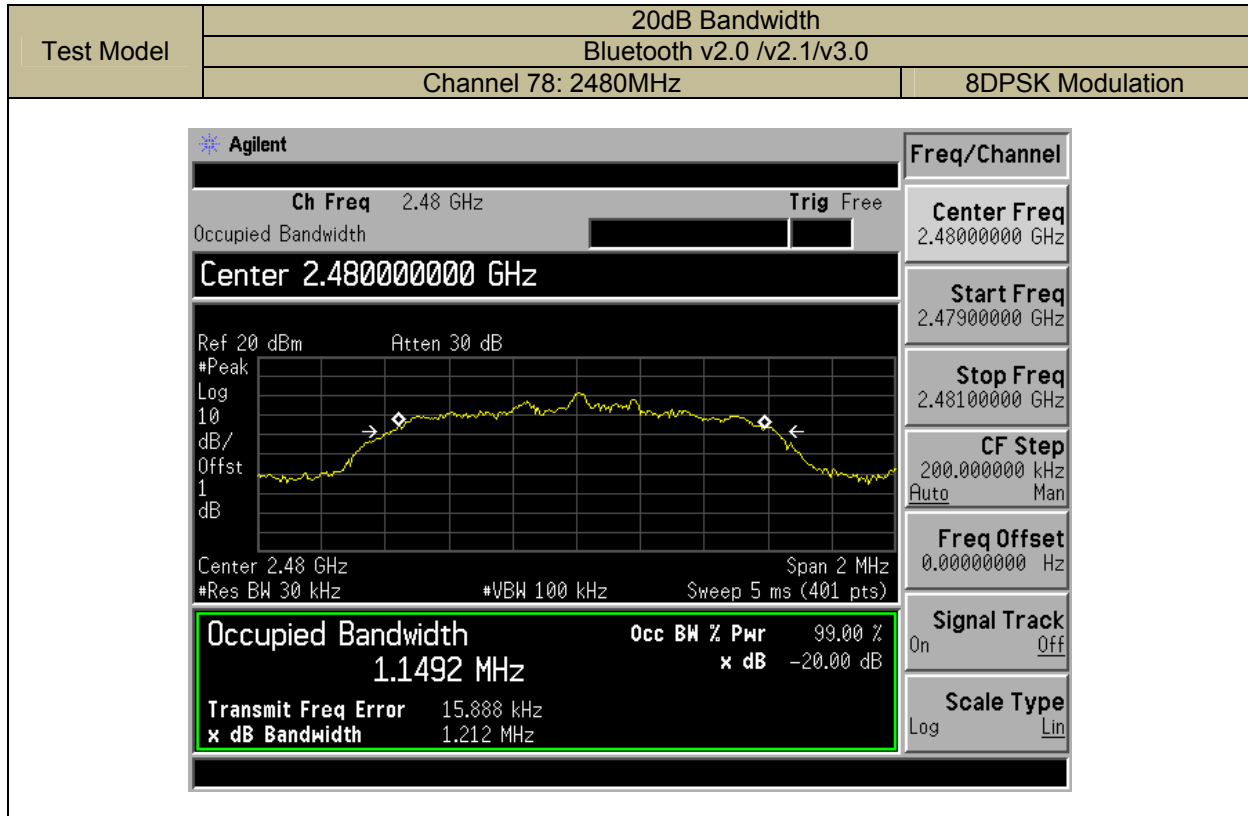 Test Model
20dB Bandwidth
Bluetooth v2.0 /v2.1/v3.0
Channel 78: 2480MHz
8DPSK Modulation
Agilent
Freq/Channel
Ch Freq 2.48 GHz
Trig Free
Occupied Bandwidth
Center 2.480000000 GHz
Ref 20 dBm
Atten 30 dB
#Peak
Log
10
dB/
Offst
1
dB
Center 2.48 GHz
Span 2 MHz
#Res BW 30 kHz
#VBW 100 kHz
Sweep 5 ms (401 pts)
Occupied Bandwidth
1.1492 MHz
Occ BW % Pwr 99.00 %
x dB -20.00 dB
Transmit Freq Error 15.888 kHz
x dB Bandwidth 1.212 MHz
Center Freq
2.48000000 GHz
Start Freq
2.47900000 GHz
Stop Freq
2.48100000 GHz
CF Step
200.000000 kHz
Auto Man
Freq Offset
0.00000000 Hz
Signal Track
On Off
Scale Type
Log Lin